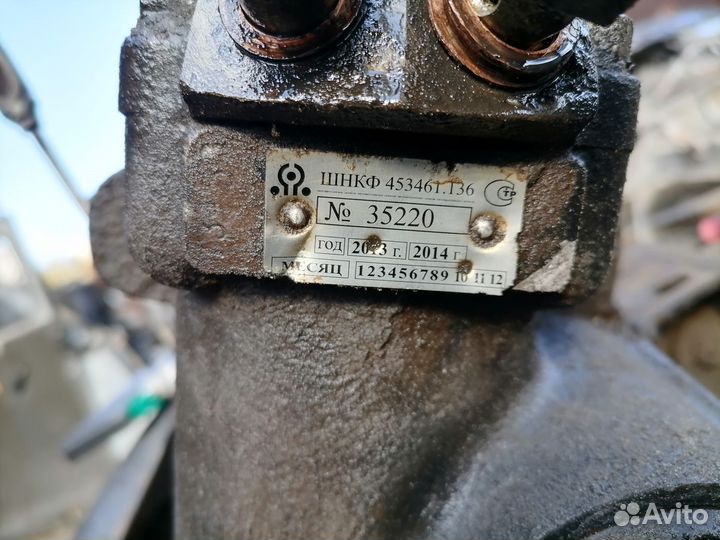 ШНКФ 453461.136
№ 35220
ГОД 2013 г. 2014 г
МЕСЯЦ 123456789 10 11 12
Avito